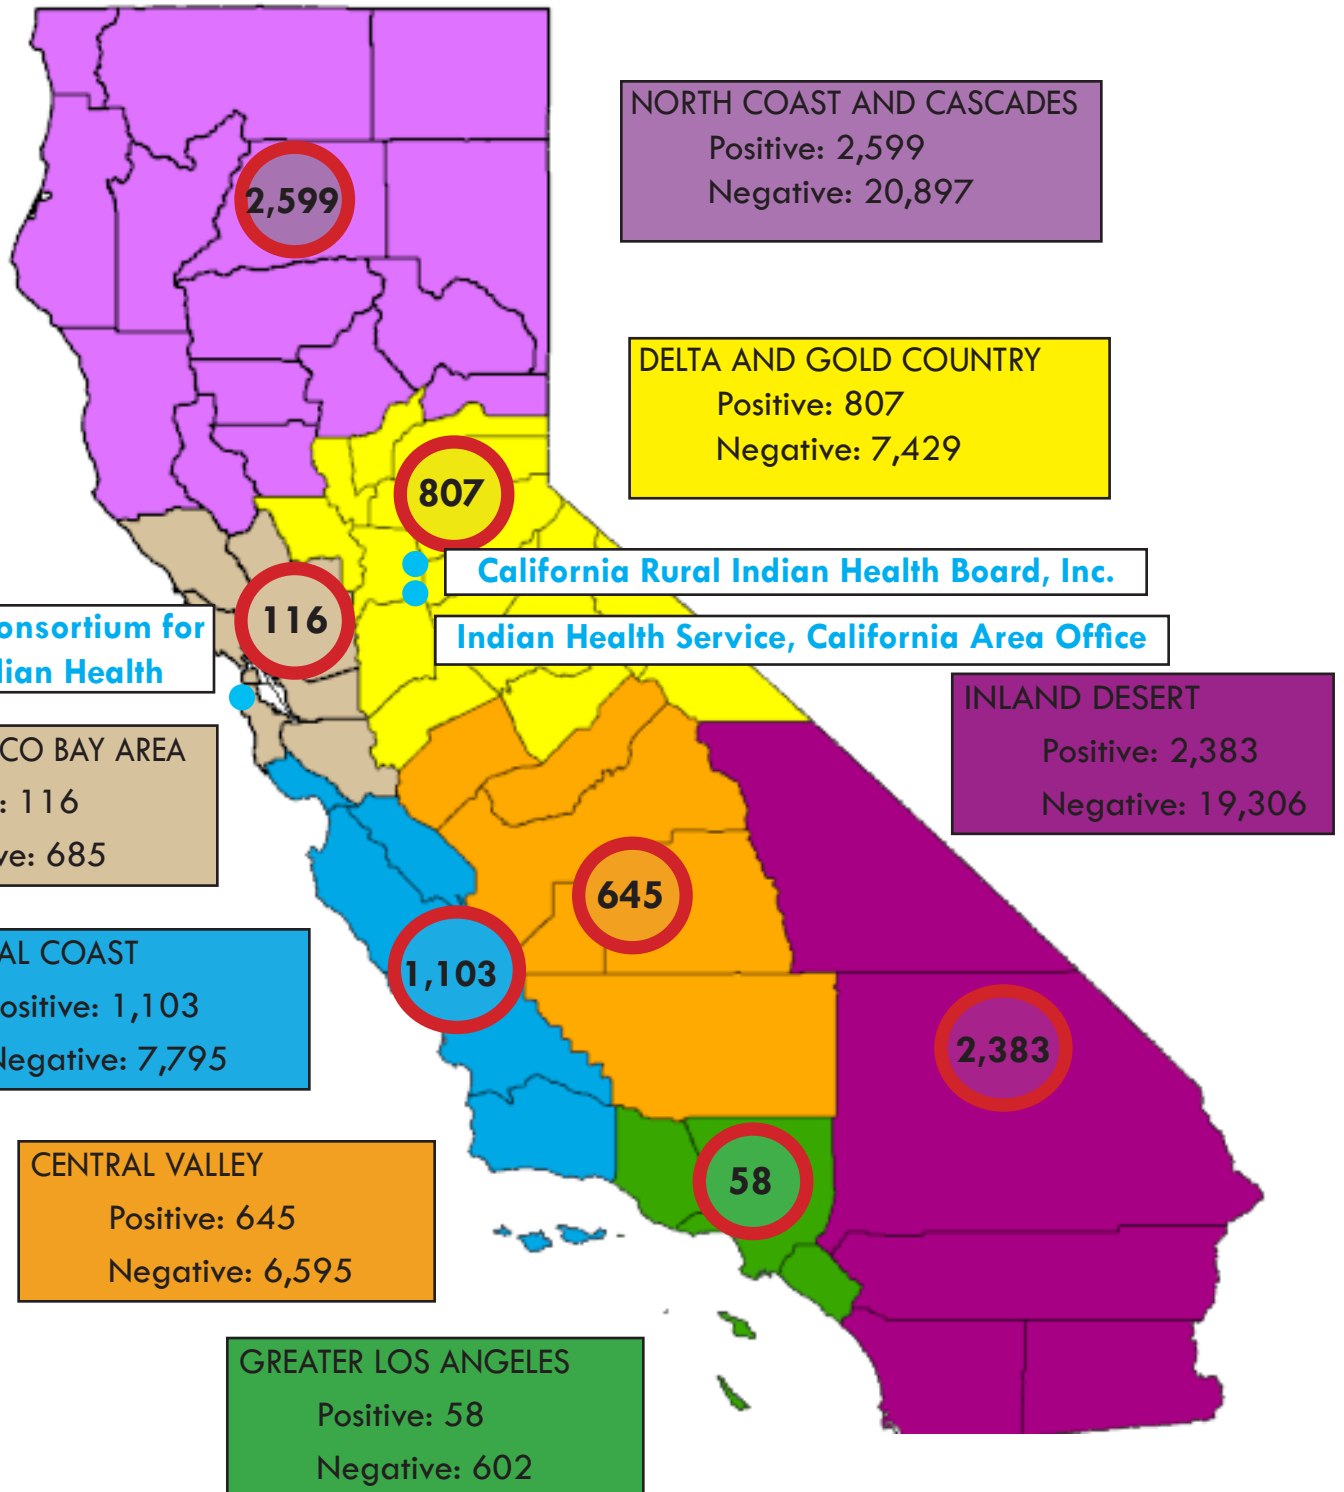 NORTH COAST AND CASCADES
Positive: 2,599
Negative: 20,897
2,599
DELTA AND GOLD COUNTRY
Positive: 807
Negative: 7,429
807
California Rural Indian Health Board, Inc.
116
onsortium for
dian Health
Indian Health Service, California Area Office
INLAND DESERT
Positive: 2,383
Negative: 19,306
CO BAY AREA
: 116
ve: 685
645
AL COAST
ositive: 1,103
Negative: 7,795
1,103
2,383
CENTRAL VALLEY
Positive: 645
Negative: 6,595
58
GREATER LOS ANGELES
Positive: 58
Negative: 602